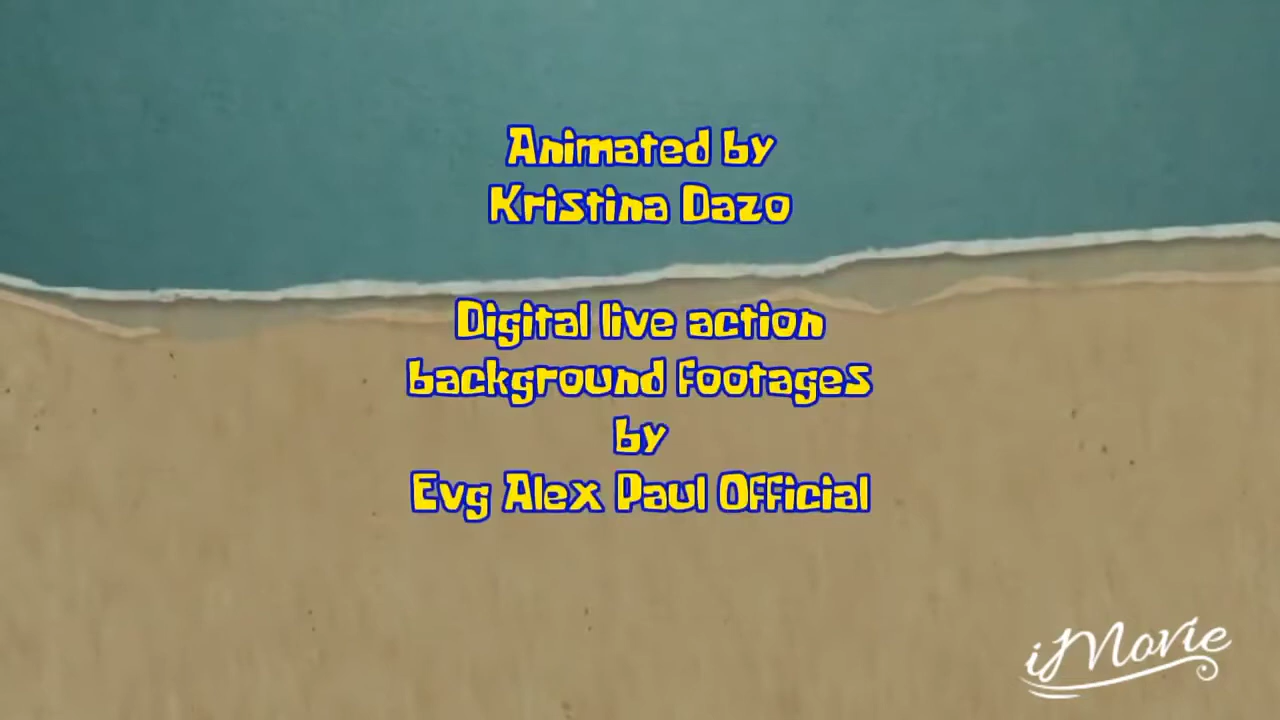 Animated by
Kristina Dazo
Digital live action
background footages
by
Evg Alex Paul Official
iMovie